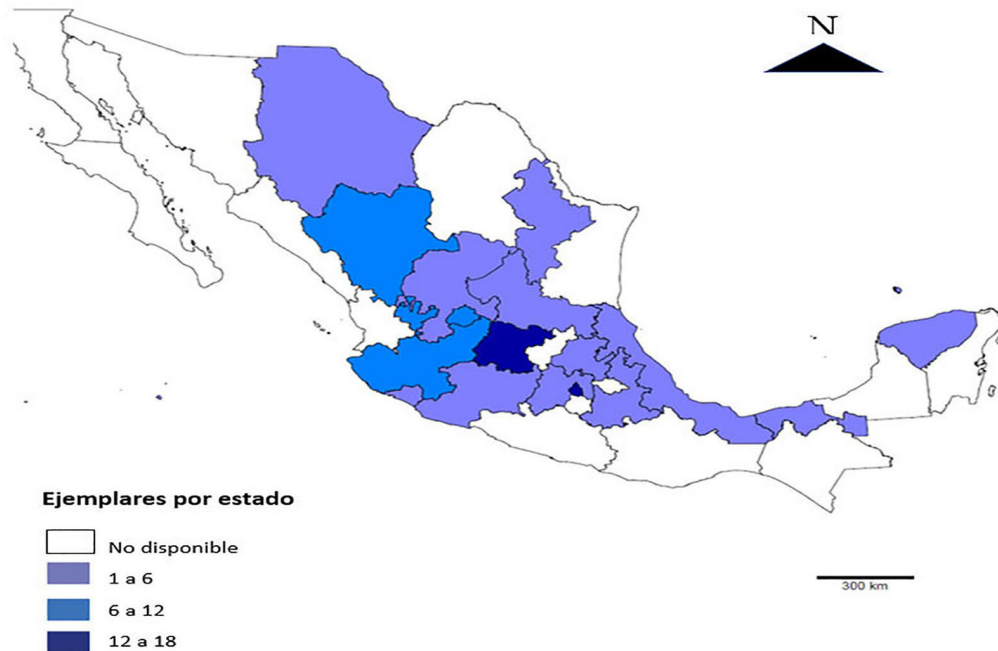 N
Ejemplares por estado
No disponible
1 a 6
6 a 12
12 a 18
300 km